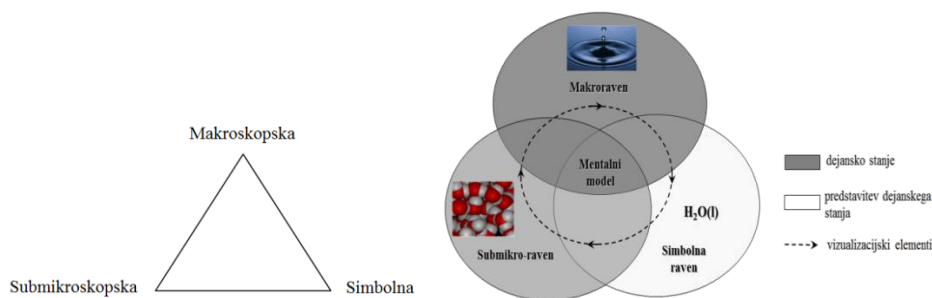 Makroskopska
Submikroskopska
Simbolna
Makroraven
Mentalni
model
H₂O(l)
Submikro-raven
Simbolna
raven
dejansko stanje
predstavitev dejanskega
stanja
vizualizacijski elementi